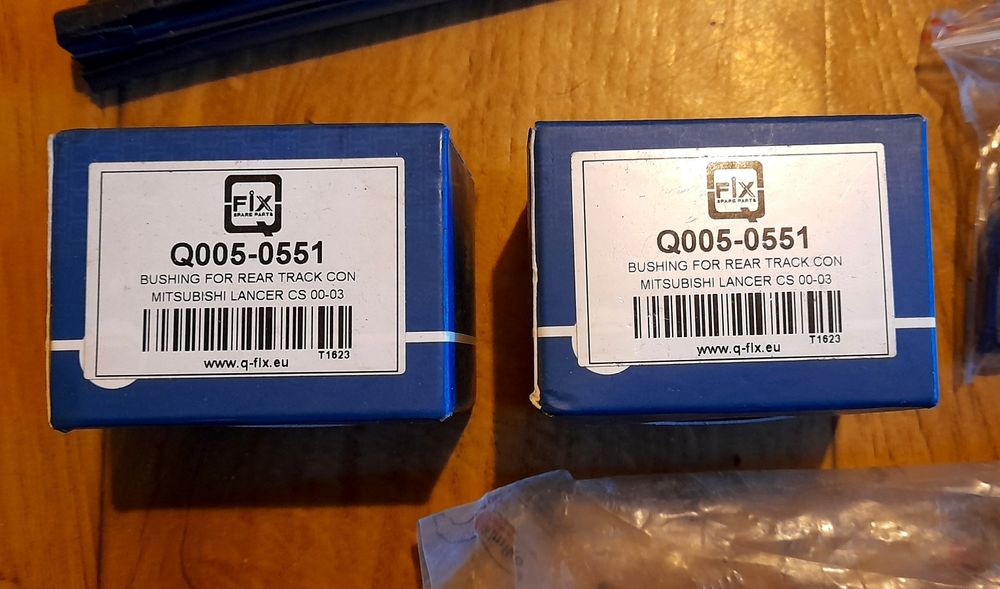 FIX
SPARE PARTS
Q005-0551
BUSHING FOR REAR TRACK CON
MITSUBISHI LANCER CS 00-03
T1623
www.q-fix.eu
FIX
SPARE PARTS
Q005-0551
BUSHING FOR REAR TRACK CON
MITSUBISHI LANCER CS 00-03
T1623
www.q-fix.eu